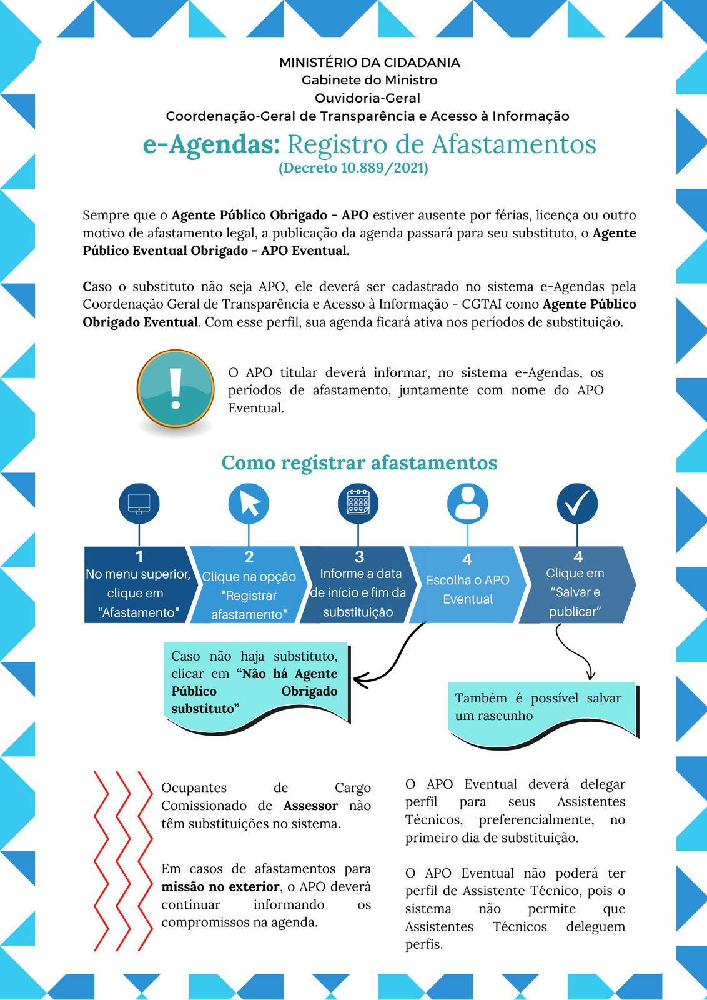 MINISTÉRIO DA CIDADANIA
Gabinete do Ministro
Ouvidoria-Geral
Coordenação-Geral de Transparência e Acesso à Informação
e-Agendas: Registro de Afastamentos
(Decreto 10.889/2021)
Sempre que o Agente Público Obrigado - APO estiver ausente por férias, licença ou outro
motivo de afastamento legal, a publicação da agenda passará para seu substituto, o Agente
Público Eventual Obrigado - APO Eventual.
Caso o substituto não seja APO, ele deverá ser cadastrado no sistema e-Agendas pela
Coordenação Geral de Transparência e Acesso à Informação - CGTAI como Agente Público
Obrigado Eventual. Com esse perfil, sua agenda ficará ativa nos períodos de substituição.
O APO titular deverá informar, no sistema e-Agendas, os
períodos de afastamento, juntamente com nome do APO
Eventual.
Como registrar afastamentos
1
No menu superior,
clique em
"Afastamento"
2
Clique na opção
"Registrar
afastamento"
3
Informe a data
de início e fim da
substituição
4
Escolha o APO
Eventual
4
Clique em
“Salvar e
publicar”
Caso não haja substituto,
clicar em “Não há Agente
Público Obrigado
substituto”
Também é possível salvar
um rascunho
Ocupantes de Cargo
Comissionado de Assessor não
têm substituições no sistema.
Em casos de afastamentos para
missão no exterior, o APO deverá
continuar informando os
compromissos na agenda.
O APO Eventual deverá delegar
perfil para seus Assistentes
Técnicos, preferencialmente, no
primeiro dia de substituição.
O APO Eventual não poderá ter
perfil de Assistente Técnico, pois o
sistema não permite que
Assistentes Técnicos deleguem
perfis.